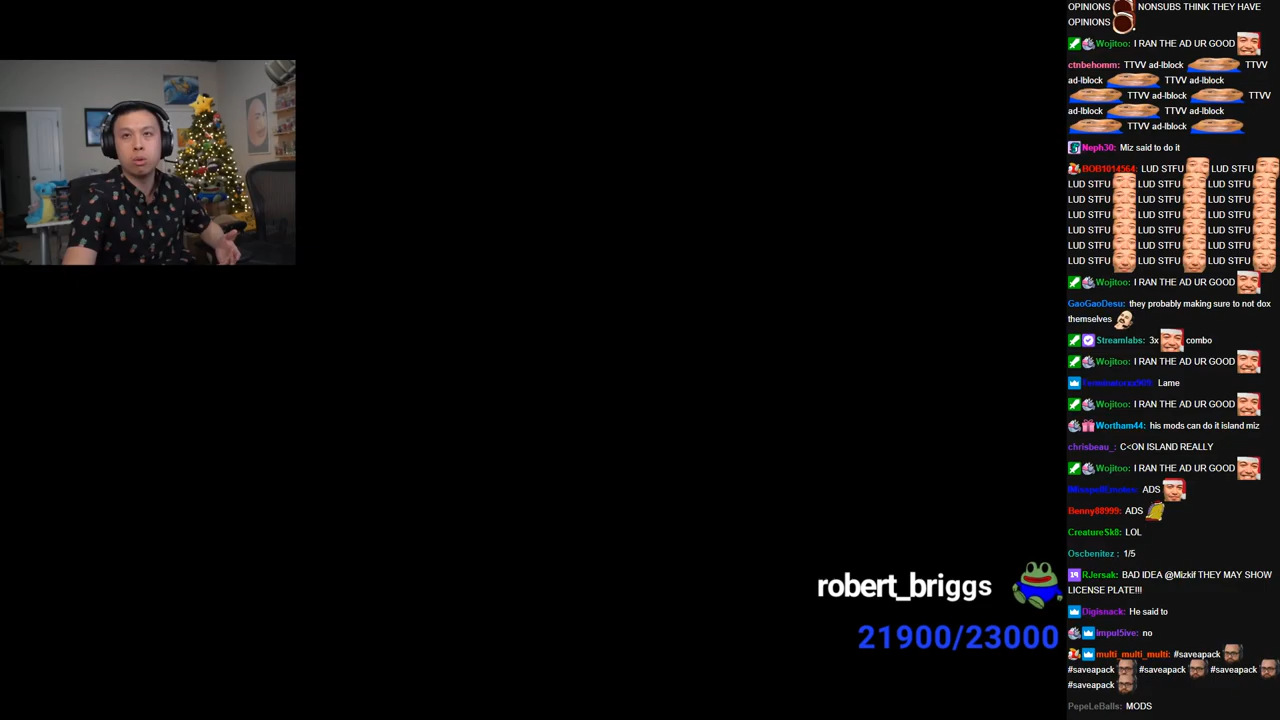 OPINIONS NONSUBS THINK THEY HAVE
OPINIONS
Wojitoo: I RAN THE AD UR GOOD
ctnbehomm: TTVV ad-lblock TTVV
ad-lblock TTVV ad-lblock
TTVV ad-lblock TTVV
ad-lblock TTVV ad-lblock
TTVV ad-lblock
Neph30: Miz said to do it
BOB1014564: LUD STFU LUD STFU
LUD STFU LUD STFU LUD STFU
LUD STFU LUD STFU LUD STFU
LUD STFU LUD STFU LUD STFU
LUD STFU LUD STFU LUD STFU
LUD STFU LUD STFU LUD STFU
LUD STFU LUD STFU LUD STFU
Wojitoo: I RAN THE AD UR GOOD
GaoGaoDesu: they probably making sure to not dox
themselves
Streamlabs: 3x combo
Wojitoo: I RAN THE AD UR GOOD
Lame
Wojitoo: I RAN THE AD UR GOOD
Wortham44: his mods can do it island miz
chrisbeau_: C<ON ISLAND REALLY
Wojitoo: I RAN THE AD UR GOOD
ADS
Benny88999: ADS
CreatureSk8: LOL
Oscbenitez : 1/5
19 RJersak: BAD IDEA @Mizkif THEY MAY SHOW
LICENSE PLATE!!!
Digisnack: He said to
impul5ive: no
multi_multi_multi: #saveapack
#saveapack #saveapack #saveapack
#saveapack
PepeLeBalls: MODS
robert_briggs
21900/23000